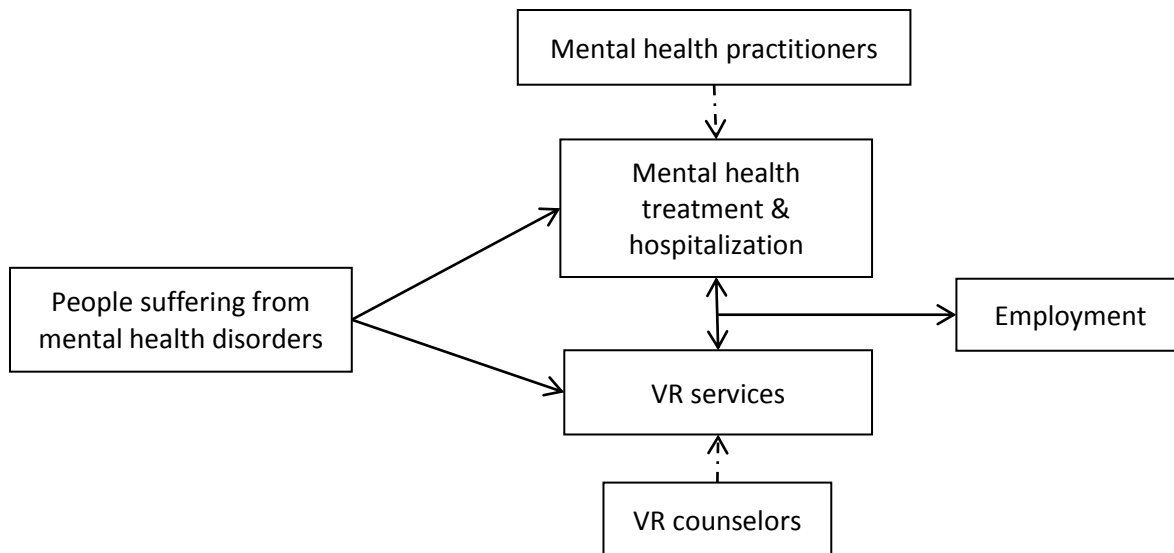 Mental health practitioners
Mental health
treatment &
hospitalization
People suffering from
mental health disorders
Employment
VR services
VR counselors